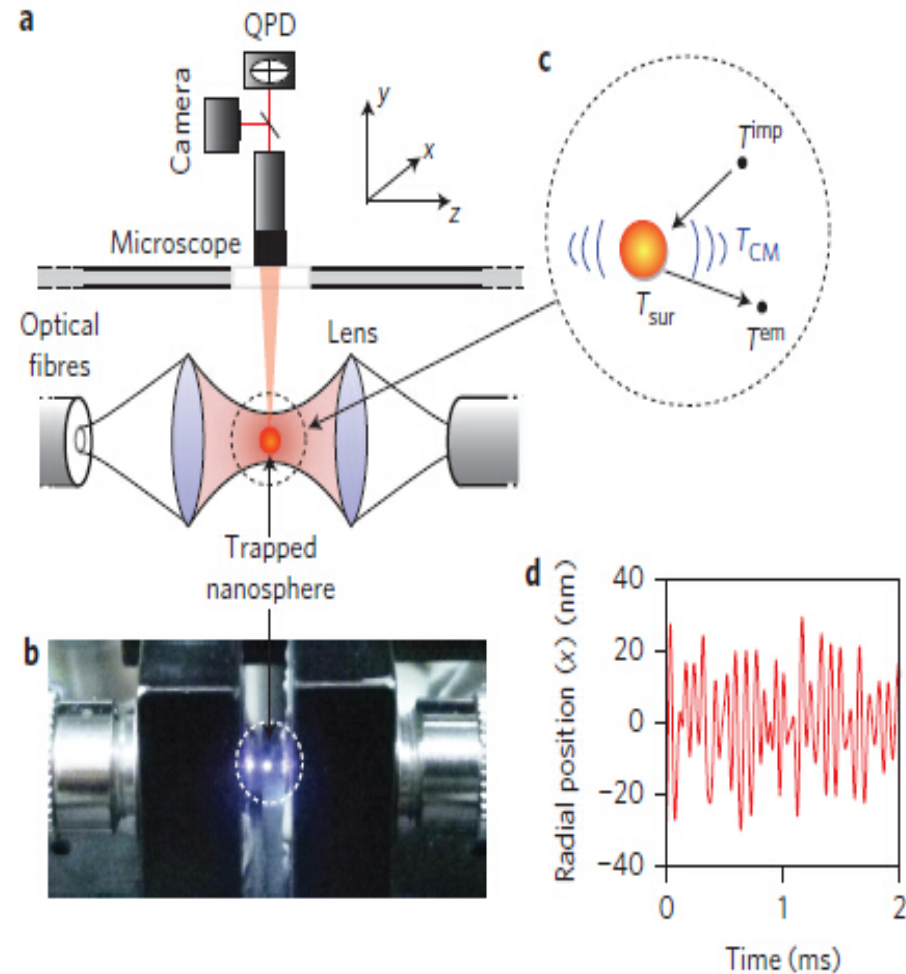 a
QPD
Camera
y
x
z
Microscope
Optical
fibres
Lens
Trapped
nanosphere
c
T^imp
T_CM
T_sur
T^em
b
d
Radial position (x) (nm)
40
20
0
−20
−40
0
1
2
Time (ms)